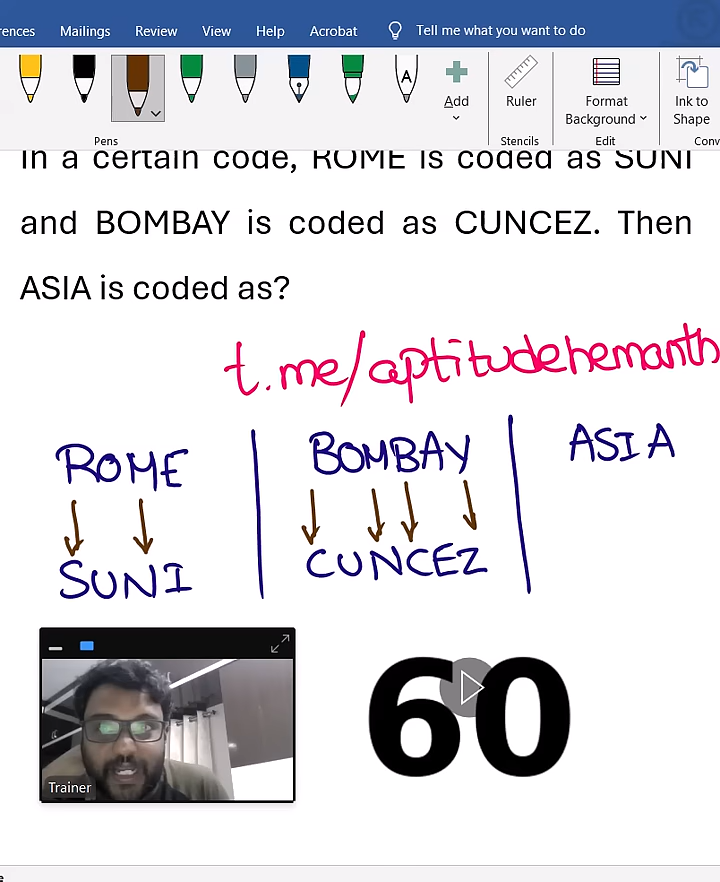 ences Mailings Review View Help Acrobat Tell me what you want to do
A Add Ruler Format Background Ink to Shape
Pens Stencils Edit Conv
In a certain code, ROME is coded as SUNI
and BOMBAY is coded as CUNCEZ. Then
ASIA is coded as?
t.me/aptitudehemanth
ROME BOMBAY ASIA
SUNI CUNCEZ
60
Trainer